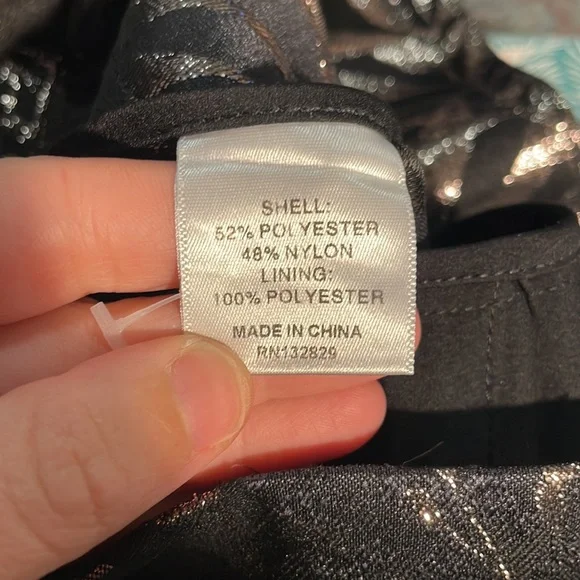 SHELL:
52% POLYESTER
48% NYLON
LINING:
100% POLYESTER
MADE IN CHINA
RN132829